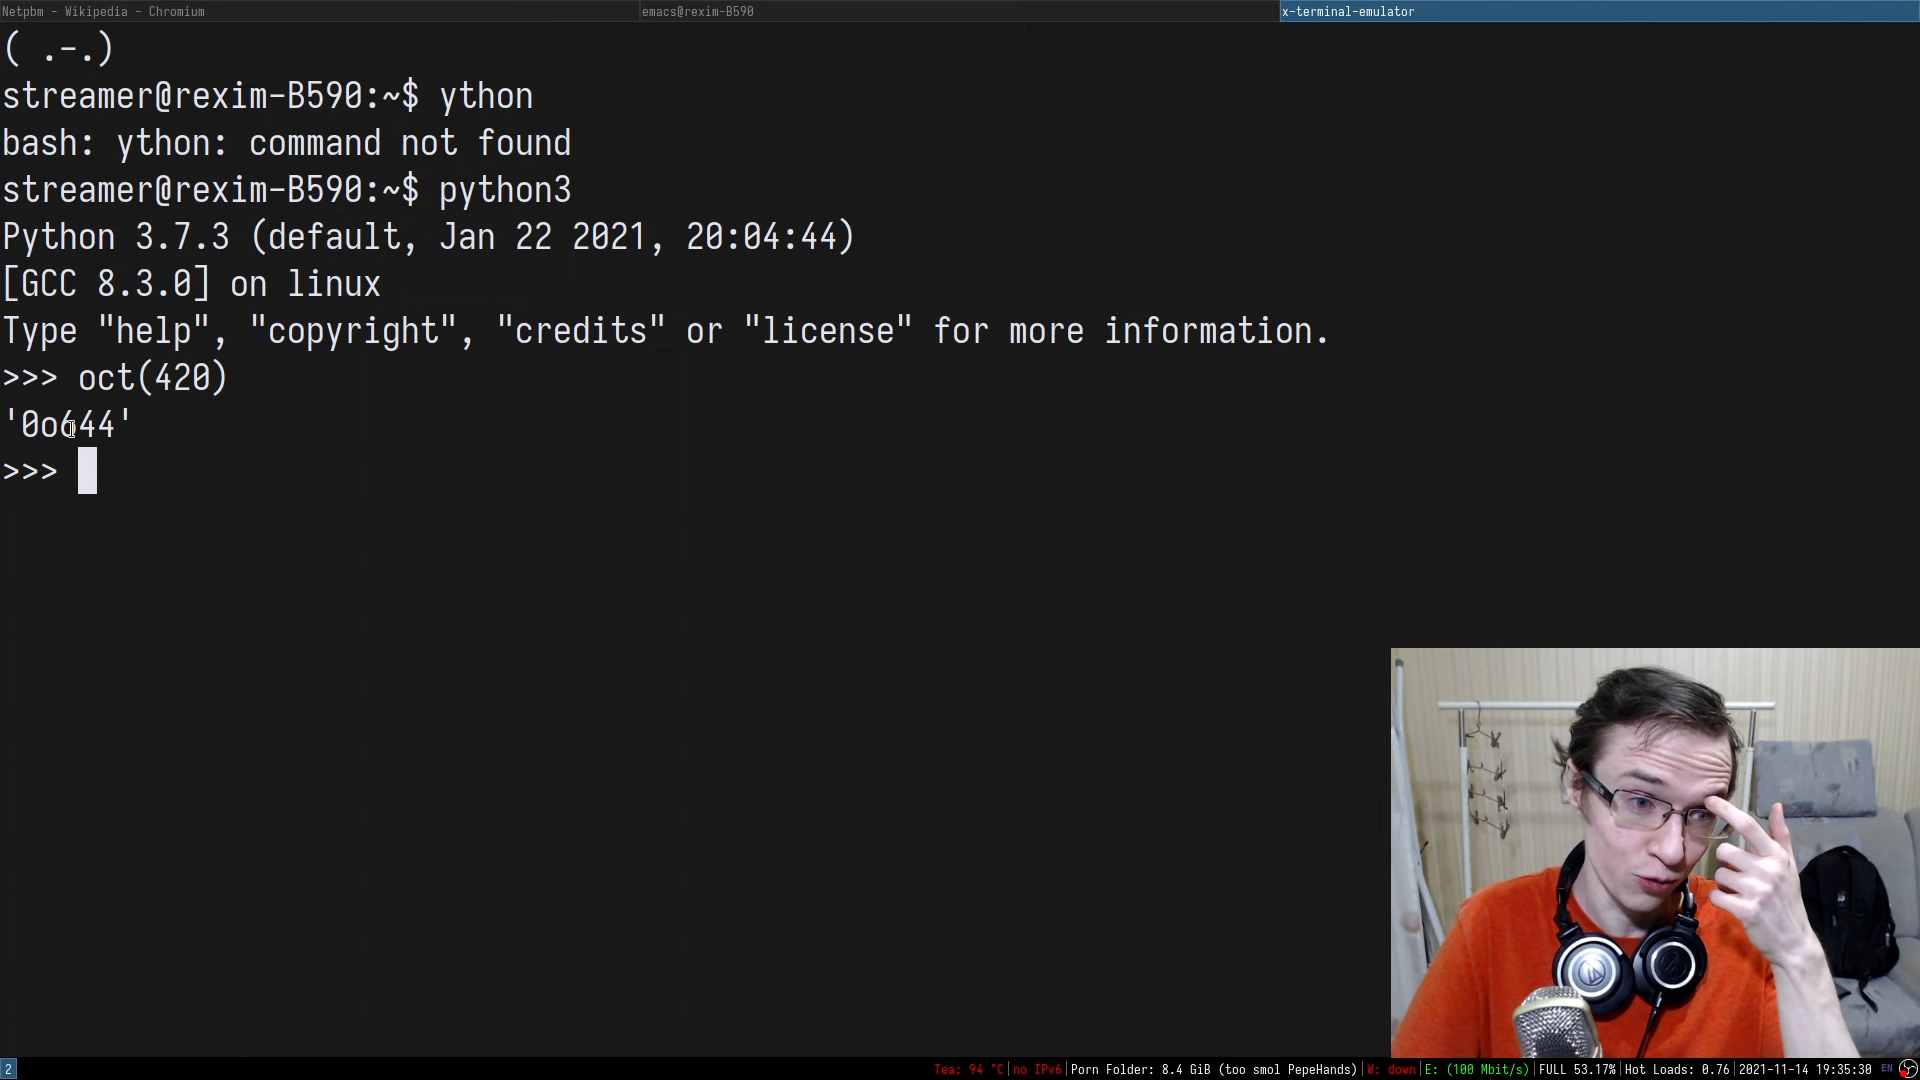 Netpbm - Wikipedia - Chromium
emacs@rexim-B590
x-terminal-emulator
( .-.)
streamer@rexim-B590:~$ ython
bash: ython: command not found
streamer@rexim-B590:~$ python3
Python 3.7.3 (default, Jan 22 2021, 20:04:44)
[GCC 8.3.0] on linux
Type "help", "copyright", "credits" or "license" for more information.
>>> oct(420)
'0o644'
>>>
2
Tea: 94 °C|no IPv6|Porn Folder: 8.4 GiB (too smol PepeHands)|W: down|E: (100 Mbit/s)|FULL 53.17%|Hot Loads: 0.76|2021-11-14 19:35:30 EN